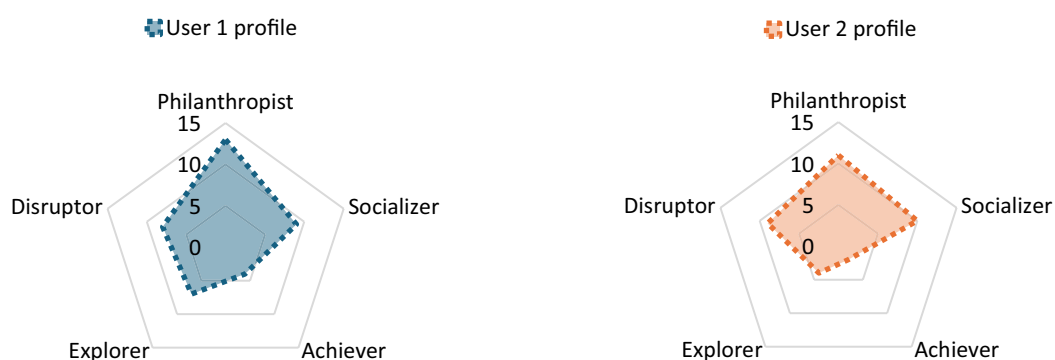 User 1 profile
Philanthropist
15
10
5
0
Disruptor
Socializer
Explorer
Achiever
User 2 profile
Philanthropist
15
10
5
0
Disruptor
Socializer
Explorer
Achiever